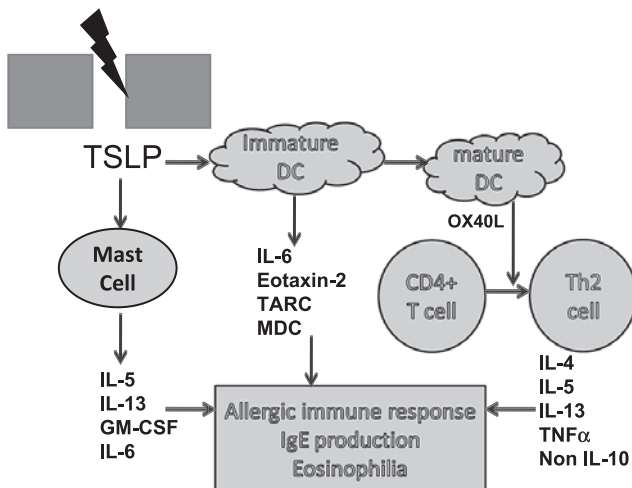 TSLP
Immature
DC
mature
DC
OX40L
Mast
Cell
IL-6
Eotaxin-2
TARC
MDC
CD4+
T cell
Th2
cell
IL-5
IL-13
GM-CSF
IL-6
Allergic immune response
IgE production
Eosinophilia
IL-4
IL-5
IL-13
TNFα
Non IL-10